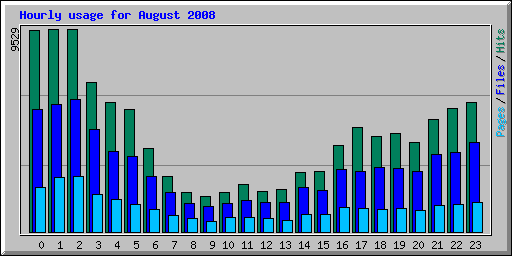 Hourly usage for August 2008
9529
Pages / Files / Hits
0 1 2 3 4 5 6 7 8 9 10 11 12 13 14 15 16 17 18 19 20 21 22 23